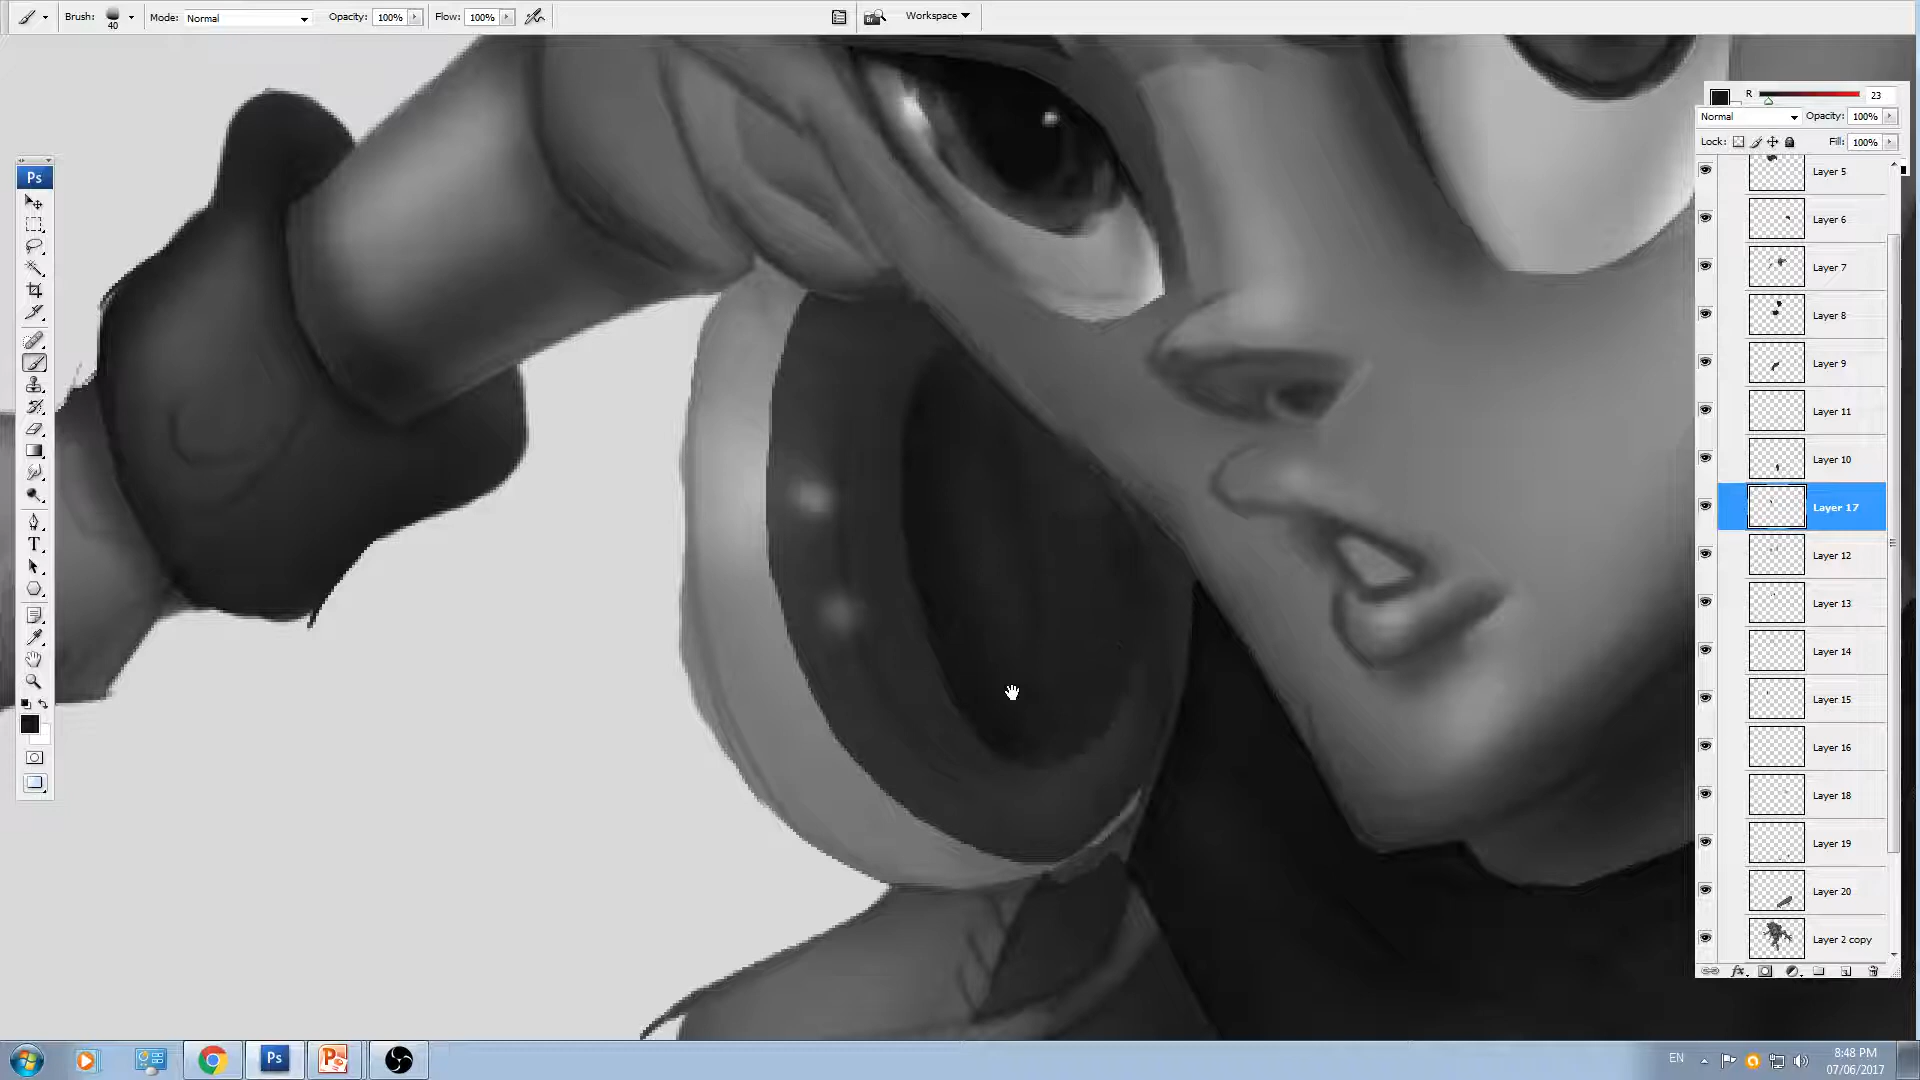 Brush: 40 Mode: Normal Opacity: 100% Flow: 100% Workspace
R 23
Normal Opacity: 100%
Lock: Fill: 100%
Ps
Layer 5
Layer 6
Layer 7
Layer 8
Layer 9
Layer 11
Layer 10
Layer 17
Layer 12
Layer 13
Layer 14
Layer 15
Layer 16
Layer 18
Layer 19
Layer 20
Layer 2 copy
T
fx
Ps
EN
8:48 PM
07/06/2017